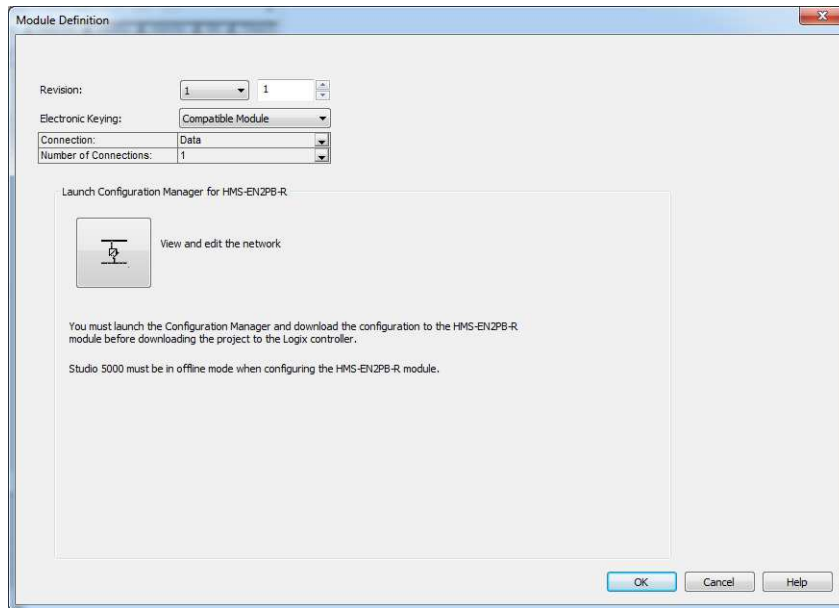 Module Definition
Revision: 1 1
Electronic Keying: Compatible Module
Connection: Data
Number of Connections: 1
Launch Configuration Manager for HMS-EN2PB-R
View and edit the network
You must launch the Configuration Manager and download the configuration to the HMS-EN2PB-R
module before downloading the project to the Logix controller.
Studio 5000 must be in offline mode when configuring the HMS-EN2PB-R module.
OK Cancel Help